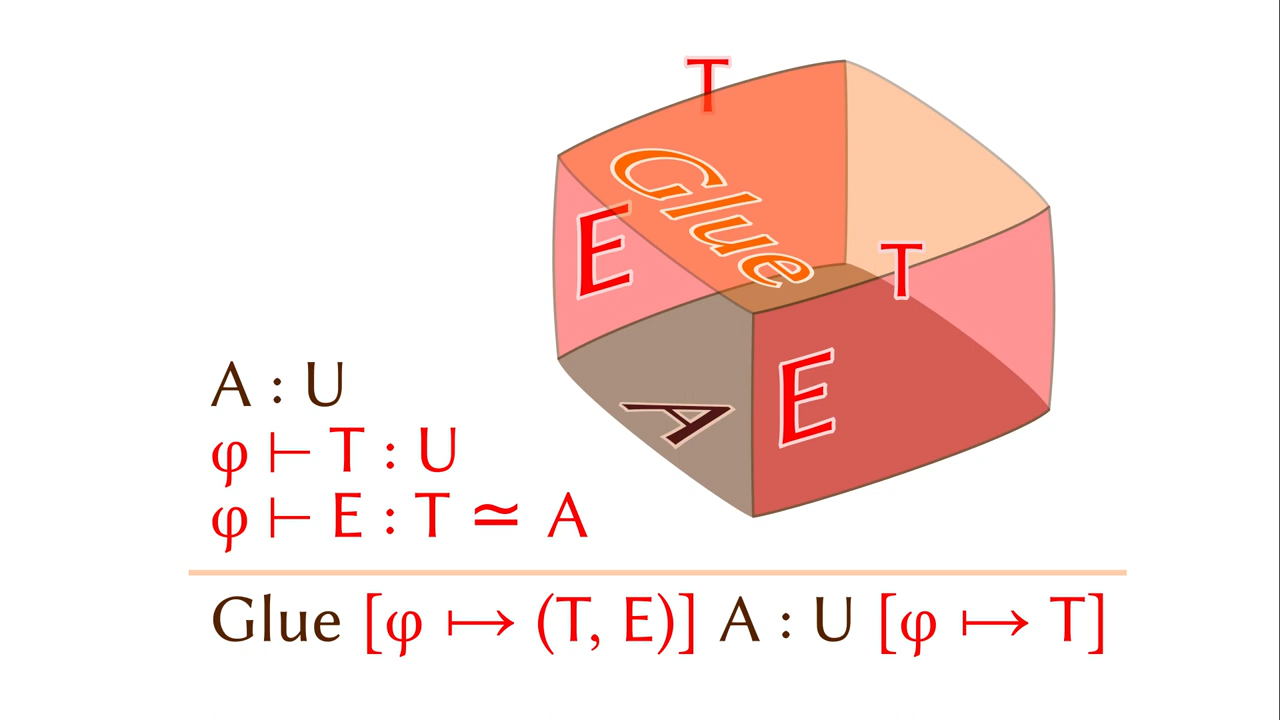 T
Glue
E
T
E
A
A : U
φ ⊢ T : U
φ ⊢ E : T ≃ A
Glue [φ ↦ (T, E)] A : U [φ ↦ T]